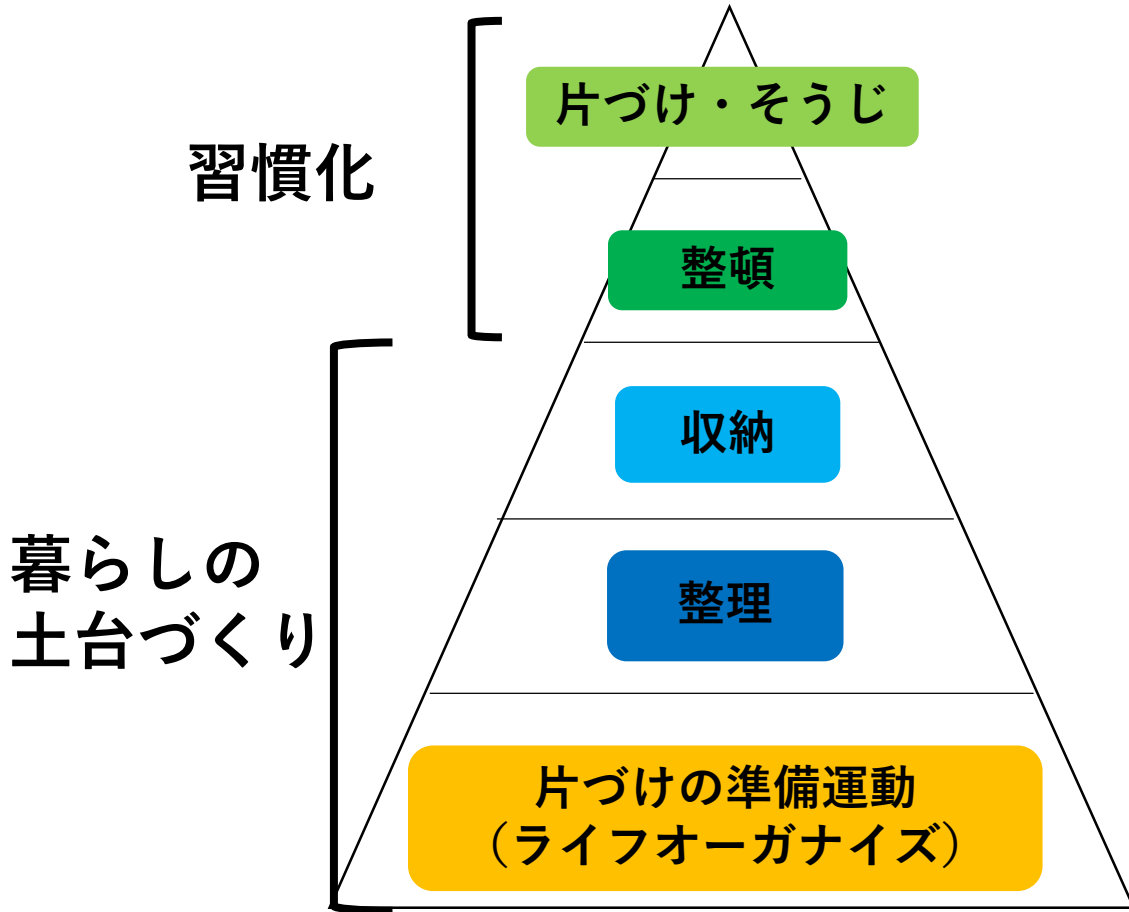 片づけ・そうじ
習慣化
整頓
収納
暮らしの
土台づくり
整理
片づけの準備運動
（ライフオーガナイズ）